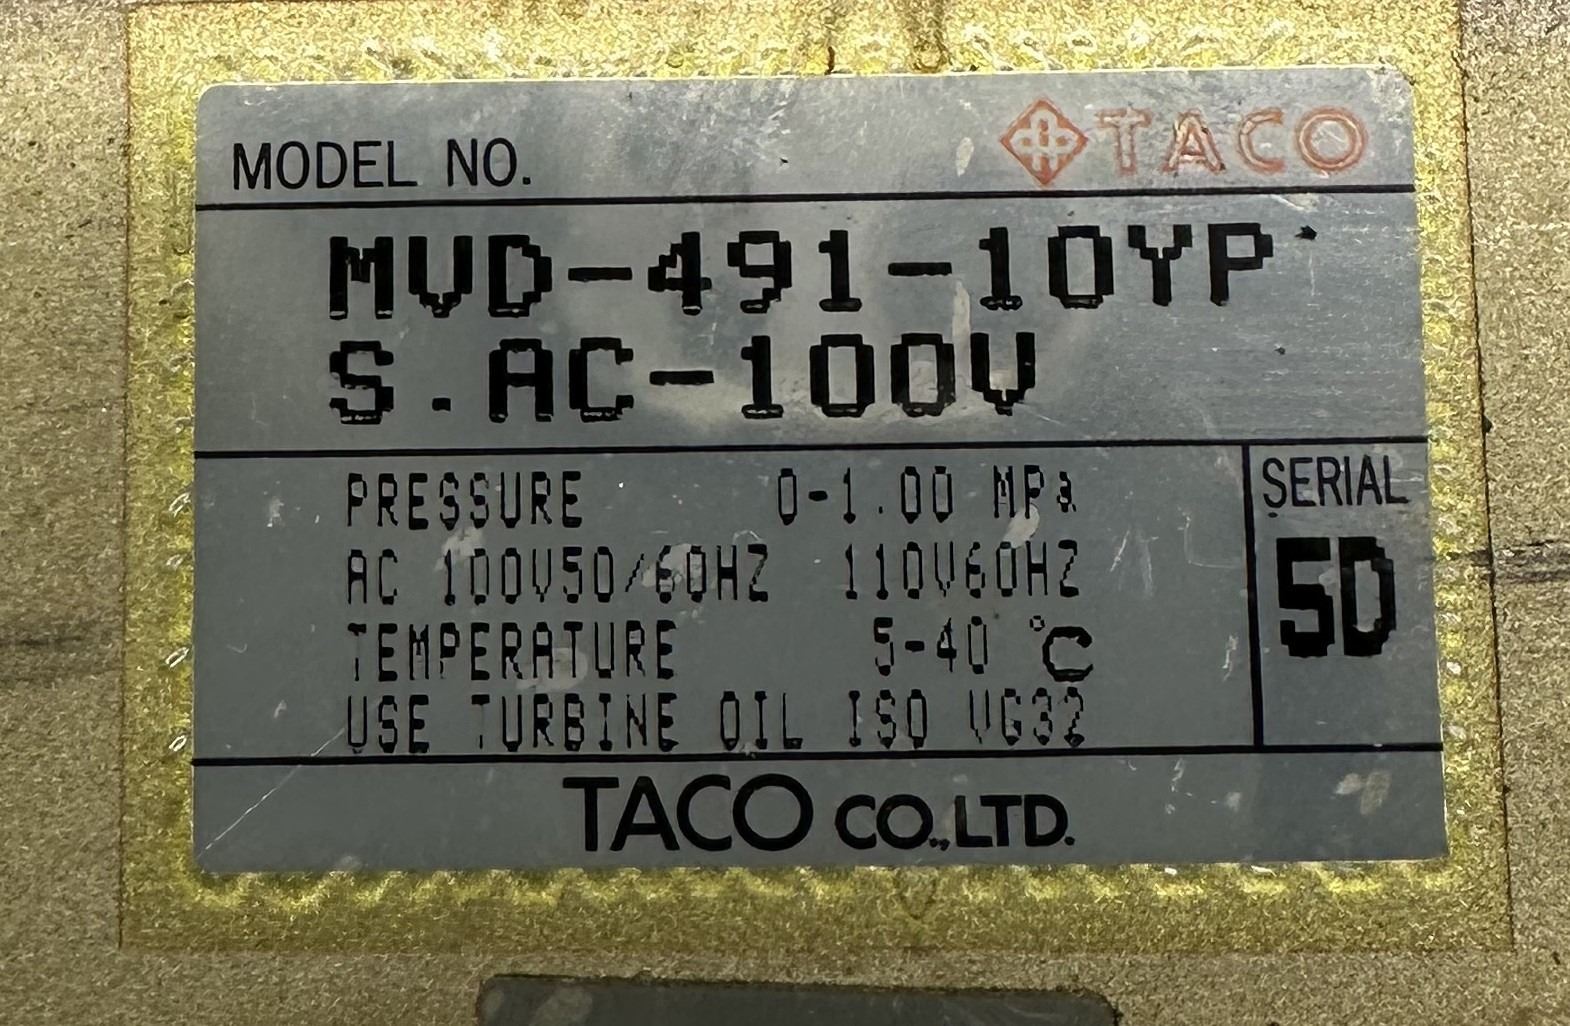 MODEL NO. TACO
MVD-491-10YP
S.AC-100V
PRESSURE 0-1.00 MPa
AC 100V50/60HZ 110V60HZ
TEMPERATURE 5-40 °C
USE TURBINE OIL ISO VG32
SERIAL
5D
TACO CO.,LTD.